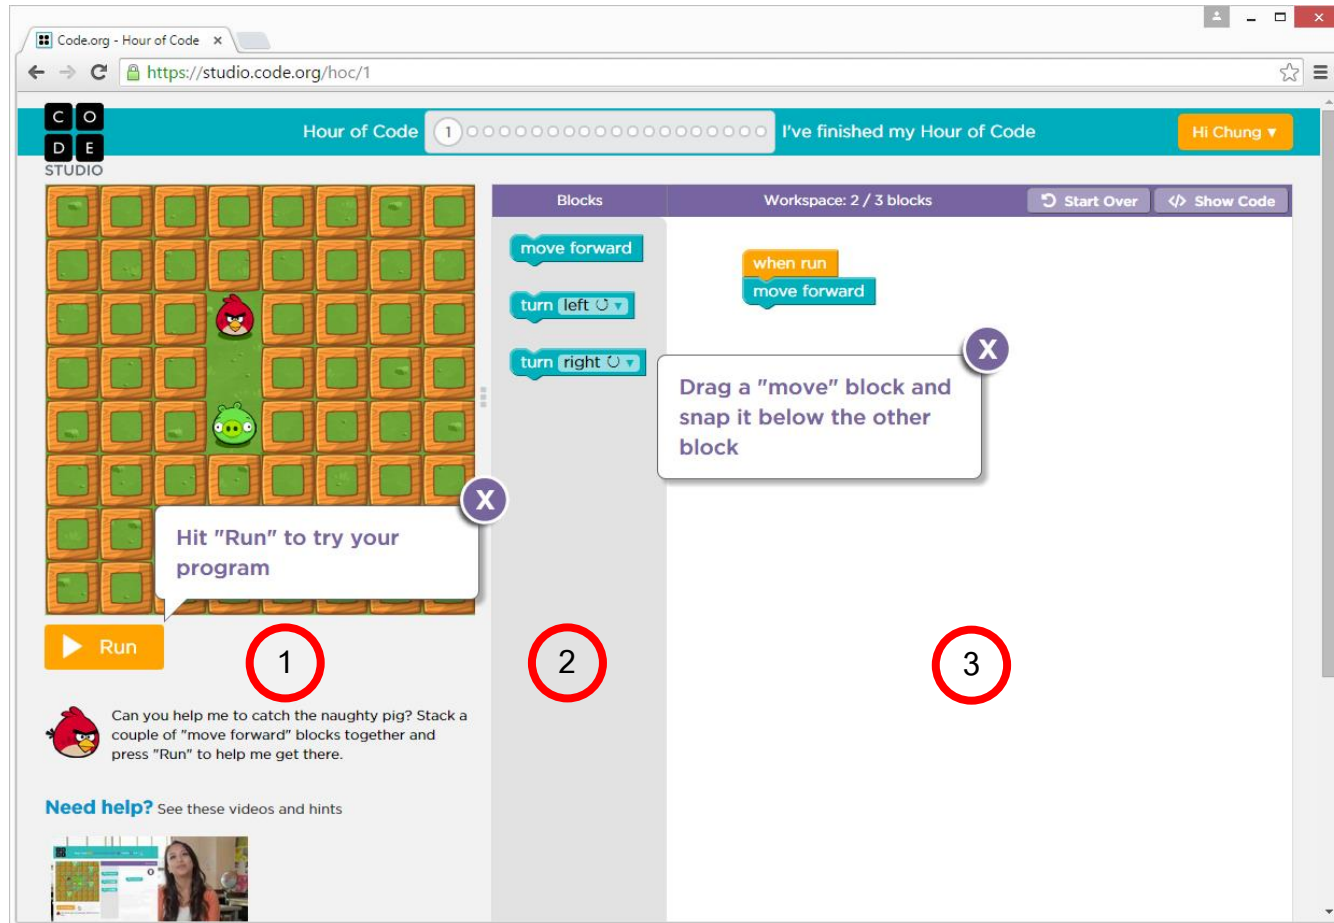 Code.org - Hour of Code
https://studio.code.org/hoc/1
C O
D E
STUDIO
Hour of Code 1 I've finished my Hour of Code
Hi Chung
Blocks
Workspace: 2 / 3 blocks
Start Over
</> Show Code
move forward
turn left
turn right
when run
move forward
X
Drag a "move" block and
snap it below the other
block
X
Hit "Run" to try your
program
Run
1
2
3
Can you help me to catch the naughty pig? Stack a
couple of "move forward" blocks together and
press "Run" to help me get there.
Need help? See these videos and hints